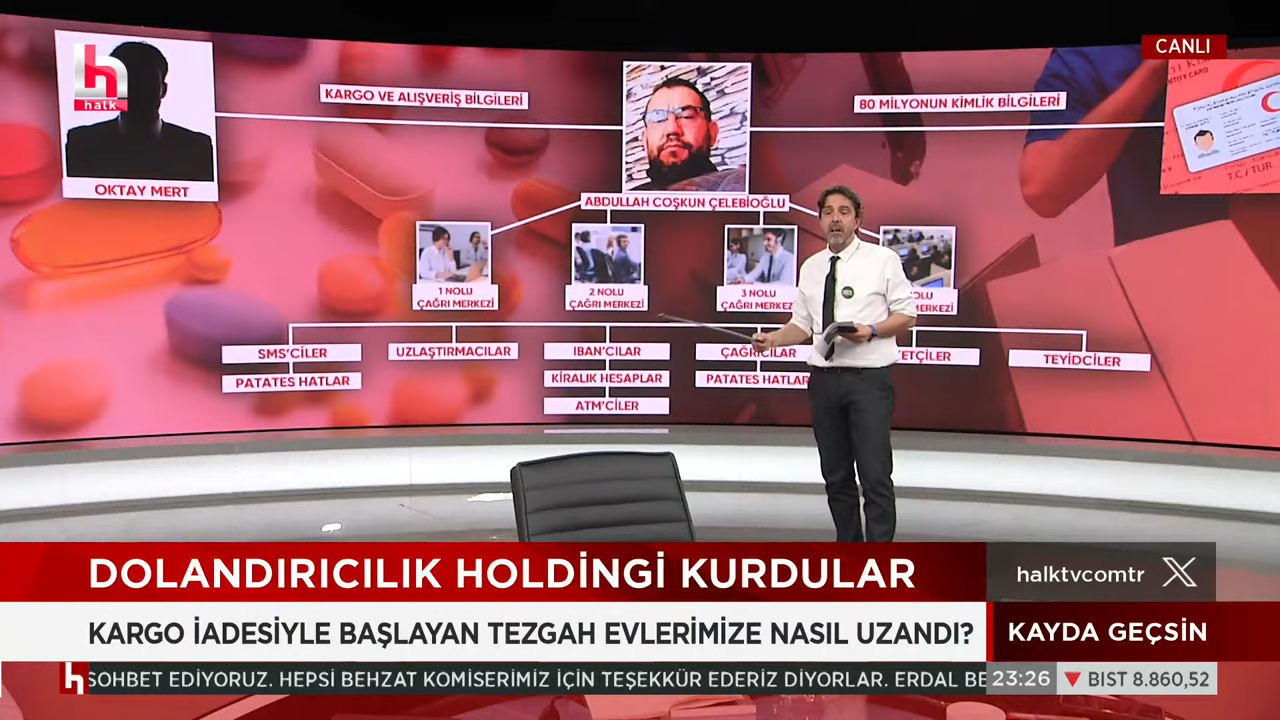 CANLI
h
halk
KARGO VE ALIŞVERİŞ BİLGİLERİ
80 MİLYONUN KİMLİK BİLGİLERİ
OKTAY MERT
T.C./TUR
ABDULLAH COŞKUN ÇELEBİOĞLU
1 NOLU
ÇAĞRI MERKEZİ
2 NOLU
ÇAĞRI MERKEZİ
3 NOLU
ÇAĞRI MERKEZİ
OLU
MERKEZİ
SMS'CİLER
UZLAŞTIRMACILAR
IBAN'CILAR
ÇAĞRICILAR
ETÇİLER
TEYİDCİLER
PATATES HATLAR
KİRALIK HESAPLAR
PATATES HATLAR
ATM'CİLER
DOLANDIRICILIK HOLDİNGİ KURDULAR
halktvcomtr X
KARGO İADESİYLE BAŞLAYAN TEZGAH EVLERİMİZE NASIL UZANDI?
KAYDA GEÇSİN
h SOHBET EDİYORUZ. HEPSİ BEHZAT KOMİSERİMİZ İÇİN TEŞEKKÜR EDERİZ DİYORLAR. ERDAL BE 23:26 ▼ BIST 8.860,52